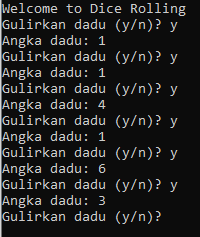 Welcome to Dice Rolling
Gulirkan dadu (y/n)? y
Angka dadu: 1
Gulirkan dadu (y/n)? y
Angka dadu: 1
Gulirkan dadu (y/n)? y
Angka dadu: 4
Gulirkan dadu (y/n)? y
Angka dadu: 1
Gulirkan dadu (y/n)? y
Angka dadu: 6
Gulirkan dadu (y/n)? y
Angka dadu: 3
Gulirkan dadu (y/n)?